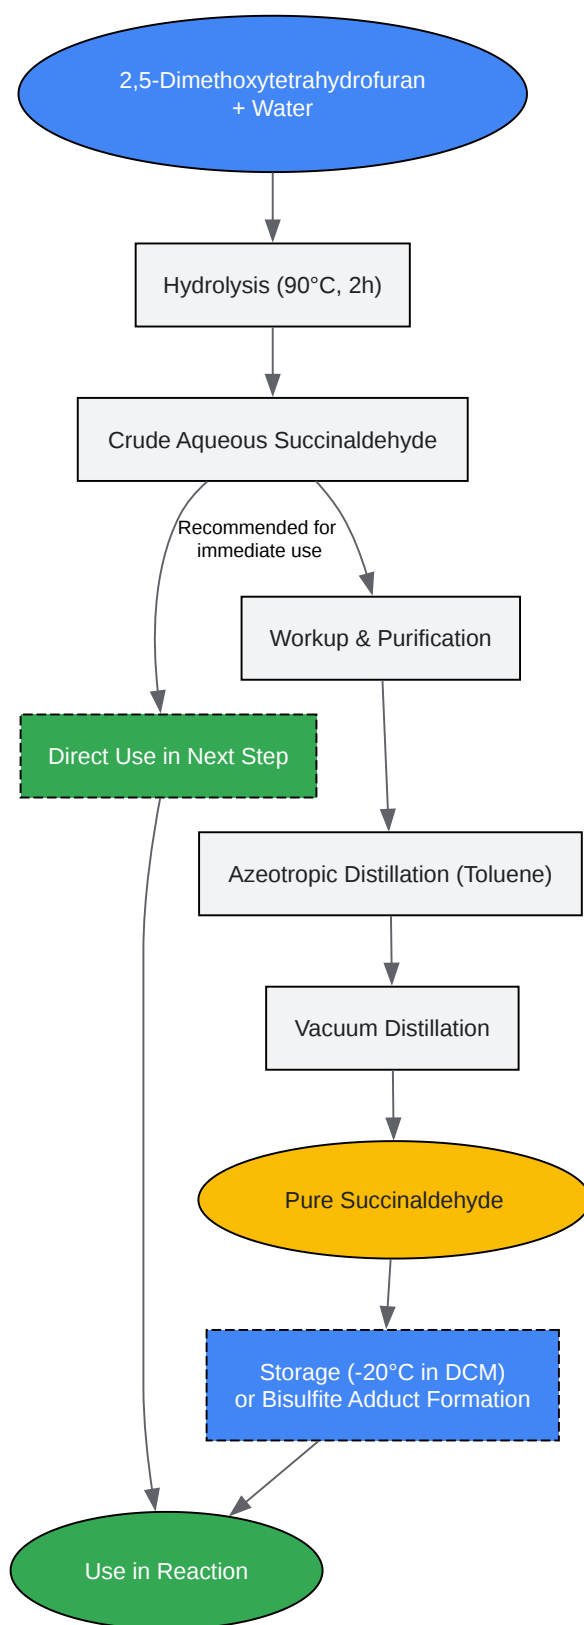 2,5-Dimethoxytetrahydrofuran
+ Water
Hydrolysis (90°C, 2h)
Crude Aqueous Succinaldehyde
Recommended for
immediate use
Workup & Purification
Direct Use in Next Step
Azeotropic Distillation (Toluene)
Vacuum Distillation
Pure Succinaldehyde
Storage (-20°C in DCM)
or Bisulfite Adduct Formation
Use in Reaction